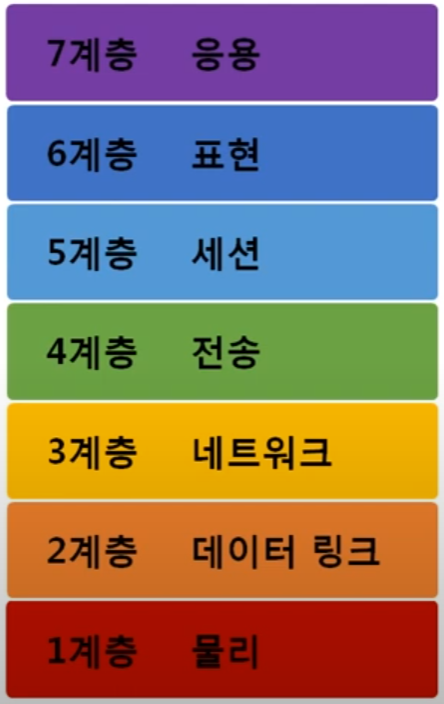 7계층 응용
6계층 표현
5계층 세션
4계층 전송
3계층 네트워크
2계층 데이터 링크
1계층 물리